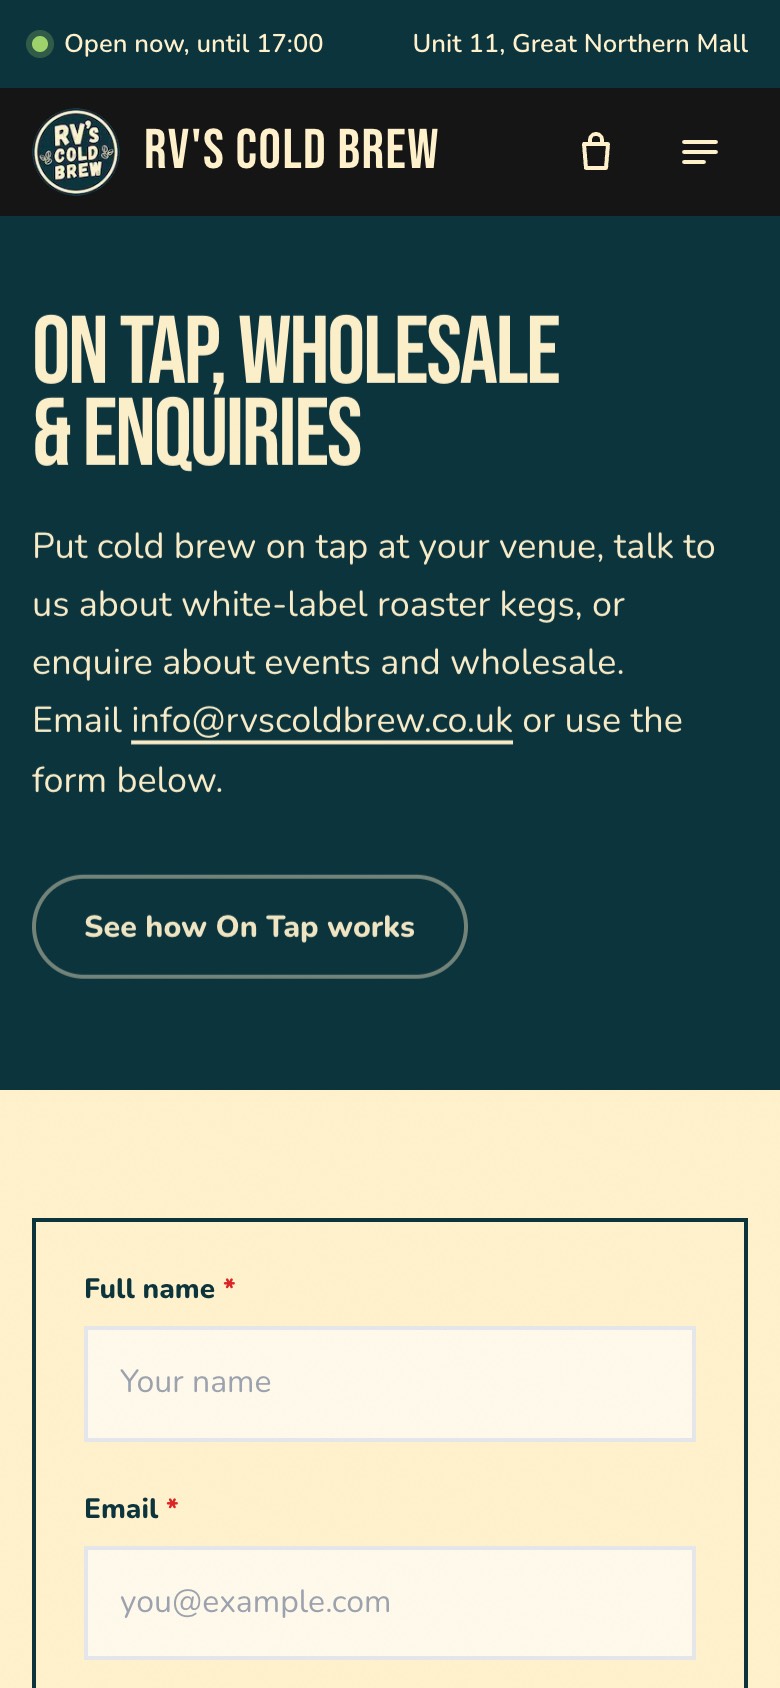 Open now, until 17:00
Unit 11, Great Northern Mall
RV's
COLD
BREW
RV'S COLD BREW
ON TAP, WHOLESALE
& ENQUIRIES
Put cold brew on tap at your venue, talk to
us about white-label roaster kegs, or
enquire about events and wholesale.
Email info@rvscoldbrew.co.uk or use the
form below.
See how On Tap works
Full name *
Your name
Email *
you@example.com